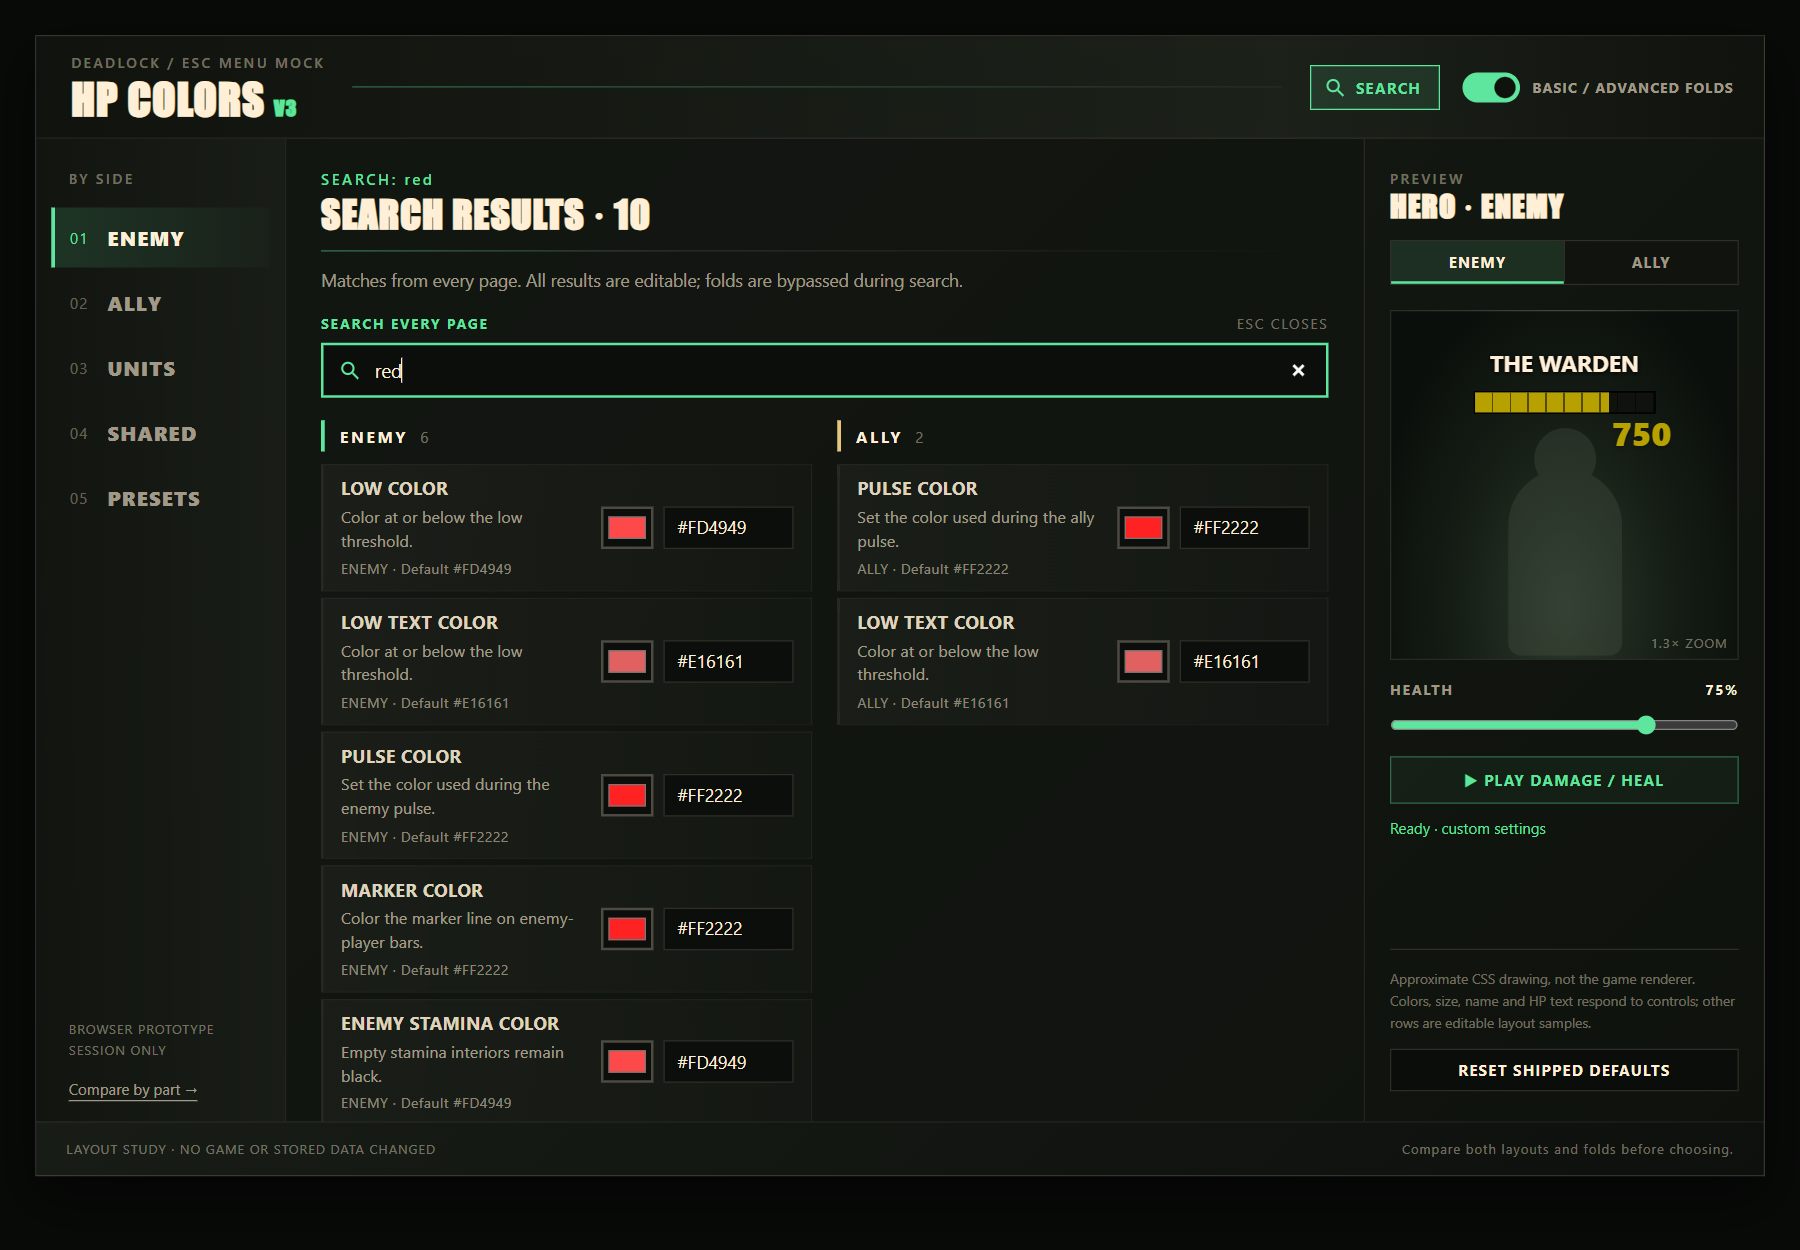 DEADLOCK / ESC MENU MOCK
HP COLORS V3
SEARCH
BASIC / ADVANCED FOLDS
BY SIDE
01 ENEMY
02 ALLY
03 UNITS
04 SHARED
05 PRESETS
BROWSER PROTOTYPE
SESSION ONLY
Compare by part →
SEARCH: red
SEARCH RESULTS · 10
Matches from every page. All results are editable; folds are bypassed during search.
SEARCH EVERY PAGE
ESC CLOSES
red
×
ENEMY 6
LOW COLOR
Color at or below the low
threshold.
ENEMY · Default #FD4949
#FD4949
LOW TEXT COLOR
Color at or below the low
threshold.
ENEMY · Default #E16161
#E16161
PULSE COLOR
Set the color used during the
enemy pulse.
ENEMY · Default #FF2222
#FF2222
MARKER COLOR
Color the marker line on enemy-
player bars.
ENEMY · Default #FF2222
#FF2222
ENEMY STAMINA COLOR
Empty stamina interiors remain
black.
ENEMY · Default #FD4949
#FD4949
ALLY 2
PULSE COLOR
Set the color used during the ally
pulse.
ALLY · Default #FF2222
#FF2222
LOW TEXT COLOR
Color at or below the low
threshold.
ALLY · Default #E16161
#E16161
PREVIEW
HERO · ENEMY
ENEMY
ALLY
THE WARDEN
750
1.3× ZOOM
HEALTH
75%
▶ PLAY DAMAGE / HEAL
Ready · custom settings
Approximate CSS drawing, not the game renderer.
Colors, size, name and HP text respond to controls; other
rows are editable layout samples.
RESET SHIPPED DEFAULTS
LAYOUT STUDY · NO GAME OR STORED DATA CHANGED
Compare both layouts and folds before choosing.